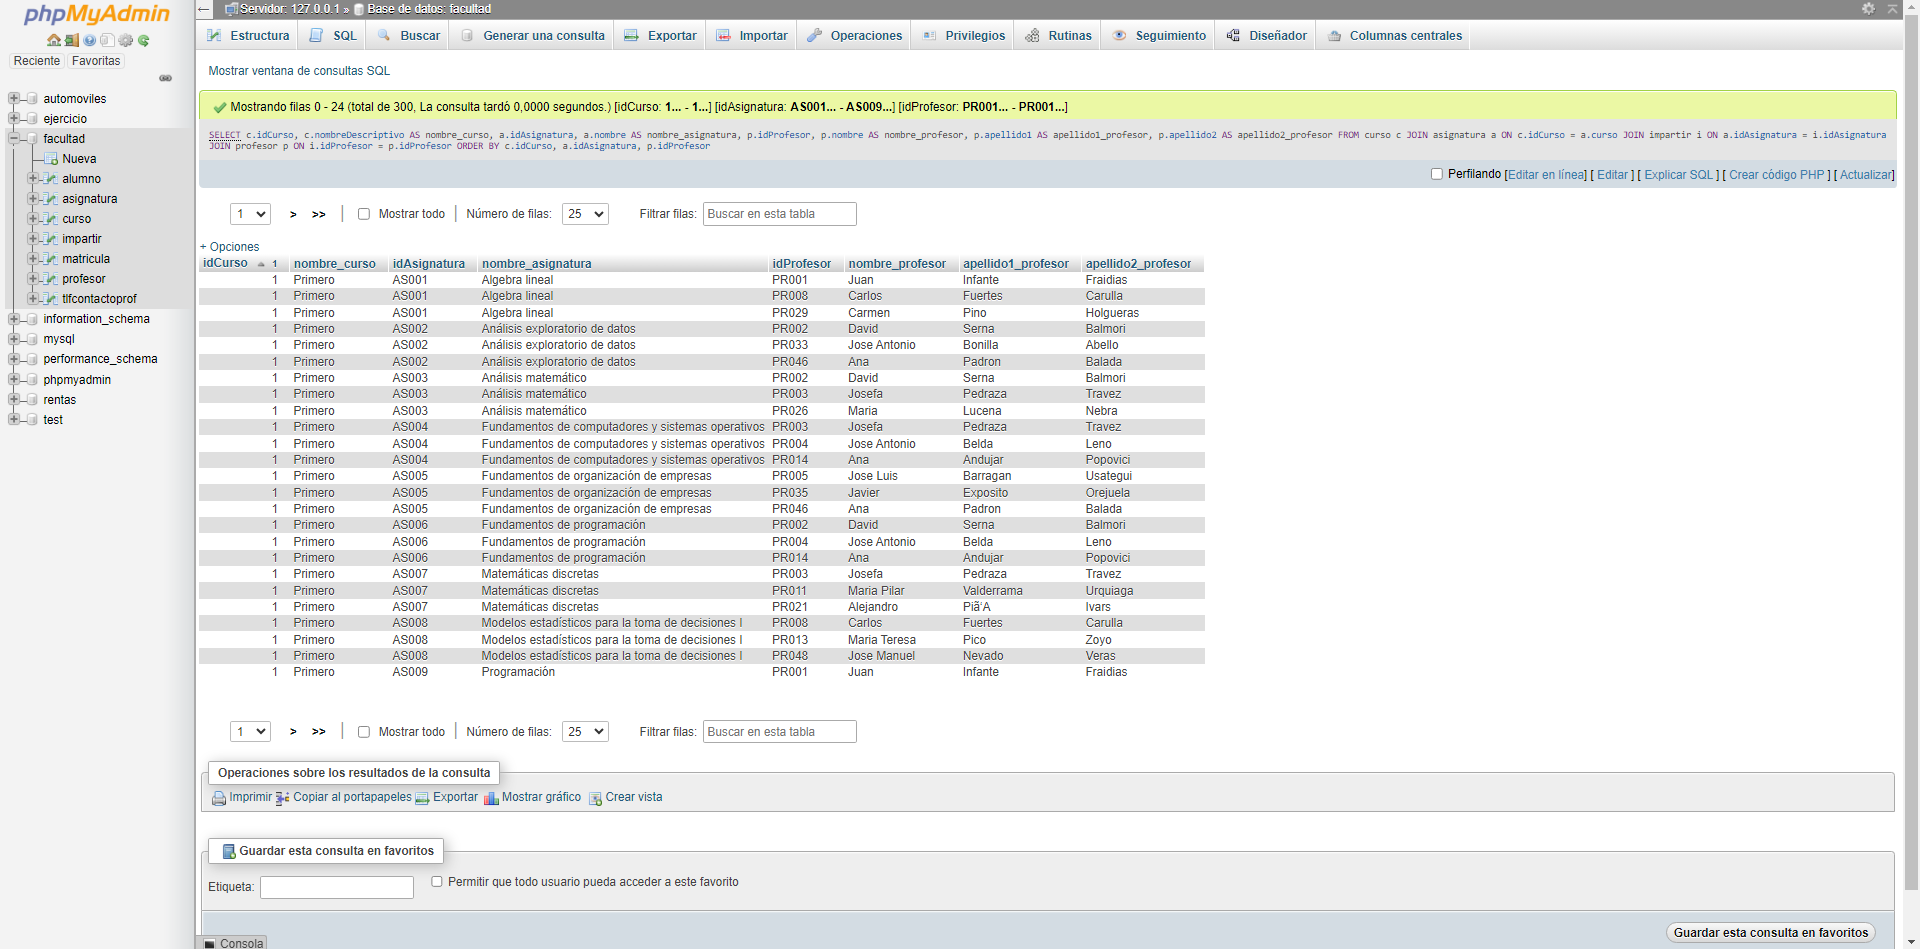 phpMyAdmin
Reciente Favoritas
automoviles
ejercicio
facultad
Nueva
alumno
asignatura
curso
impartir
matricula
profesor
tlfcontactoprof
information_schema
mysql
performance_schema
phpmyadmin
rentas
test
Servidor: 127.0.0.1 » Base de datos: facultad
Estructura SQL Buscar Generar una consulta Exportar Importar Operaciones Privilegios Rutinas Seguimiento Diseñador Columnas centrales
Mostrar ventana de consultas SQL
Mostrando filas 0 - 24 (total de 300, La consulta tardó 0,0000 segundos.) [idCurso: 1... - 1...] [idAsignatura: AS001... - AS009...] [idProfesor: PR001... - PR001...]
SELECT c.idCurso, c.nombreDescriptivo AS nombre_curso, a.idAsignatura, a.nombre AS nombre_asignatura, p.idProfesor, p.nombre AS nombre_profesor, p.apellido1 AS apellido1_profesor, p.apellido2 AS apellido2_profesor FROM curso c JOIN asignatura a ON c.idCurso = a.curso JOIN impartir i ON a.idAsignatura = i.idAsignatura
JOIN profesor p ON i.idProfesor = p.idProfesor ORDER BY c.idCurso, a.idAsignatura, p.idProfesor
Perfilando [Editar en línea] [ Editar ] [ Explicar SQL ] [ Crear código PHP ] [ Actualizar]
1 > >> Mostrar todo Número de filas: 25 Filtrar filas: Buscar en esta tabla
+ Opciones
idCurso 1 nombre_curso idAsignatura nombre_asignatura idProfesor nombre_profesor apellido1_profesor apellido2_profesor
1 Primero AS001 Algebra lineal PR001 Juan Infante Fraidias
1 Primero AS001 Algebra lineal PR008 Carlos Fuertes Carulla
1 Primero AS001 Algebra lineal PR029 Carmen Pino Holgueras
1 Primero AS002 Análisis exploratorio de datos PR002 David Serna Balmori
1 Primero AS002 Análisis exploratorio de datos PR033 Jose Antonio Bonilla Abello
1 Primero AS002 Análisis exploratorio de datos PR046 Ana Padron Balada
1 Primero AS003 Análisis matemático PR002 David Serna Balmori
1 Primero AS003 Análisis matemático PR003 Josefa Pedraza Travez
1 Primero AS003 Análisis matemático PR026 Maria Lucena Nebra
1 Primero AS004 Fundamentos de computadores y sistemas operativos PR003 Josefa Pedraza Travez
1 Primero AS004 Fundamentos de computadores y sistemas operativos PR004 Jose Antonio Belda Leno
1 Primero AS004 Fundamentos de computadores y sistemas operativos PR014 Ana Andujar Popovici
1 Primero AS005 Fundamentos de organización de empresas PR005 Jose Luis Barragan Usategui
1 Primero AS005 Fundamentos de organización de empresas PR035 Javier Exposito Orejuela
1 Primero AS005 Fundamentos de organización de empresas PR046 Ana Padron Balada
1 Primero AS006 Fundamentos de programación PR002 David Serna Balmori
1 Primero AS006 Fundamentos de programación PR004 Jose Antonio Belda Leno
1 Primero AS006 Fundamentos de programación PR014 Ana Andujar Popovici
1 Primero AS007 Matemáticas discretas PR003 Josefa Pedraza Travez
1 Primero AS007 Matemáticas discretas PR011 Maria Pilar Valderrama Urquiaga
1 Primero AS007 Matemáticas discretas PR021 Alejandro Piã‘A Ivars
1 Primero AS008 Modelos estadísticos para la toma de decisiones I PR008 Carlos Fuertes Carulla
1 Primero AS008 Modelos estadísticos para la toma de decisiones I PR013 Maria Teresa Pico Zoyo
1 Primero AS008 Modelos estadísticos para la toma de decisiones I PR048 Jose Manuel Nevado Veras
1 Primero AS009 Programación PR001 Juan Infante Fraidias
1 > >> Mostrar todo Número de filas: 25 Filtrar filas: Buscar en esta tabla
Operaciones sobre los resultados de la consulta
Imprimir Copiar al portapapeles Exportar Mostrar gráfico Crear vista
Guardar esta consulta en favoritos
Etiqueta: Permitir que todo usuario pueda acceder a este favorito
Guardar esta consulta en favoritos
Consola